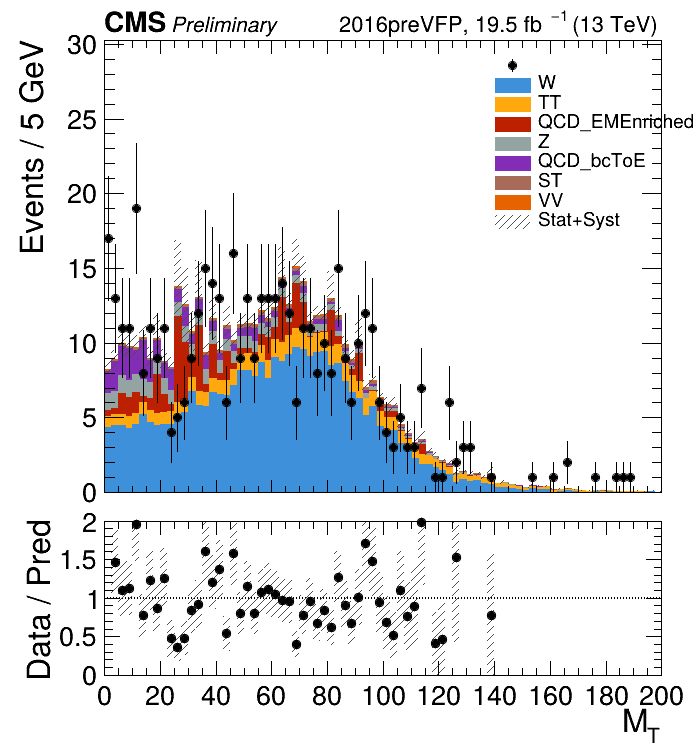 CMS Preliminary 2016preVFP, 19.5 fb ⁻¹ (13 TeV)
Events / 5 GeV
30
25
20
15
10
5
0
W
TT
QCD_EMEnriched
Z
QCD_bcToE
ST
VV
Stat+Syst
Data / Pred
2
1.5
1
0.5
0
0 20 40 60 80 100 120 140 160 180 200
M_T